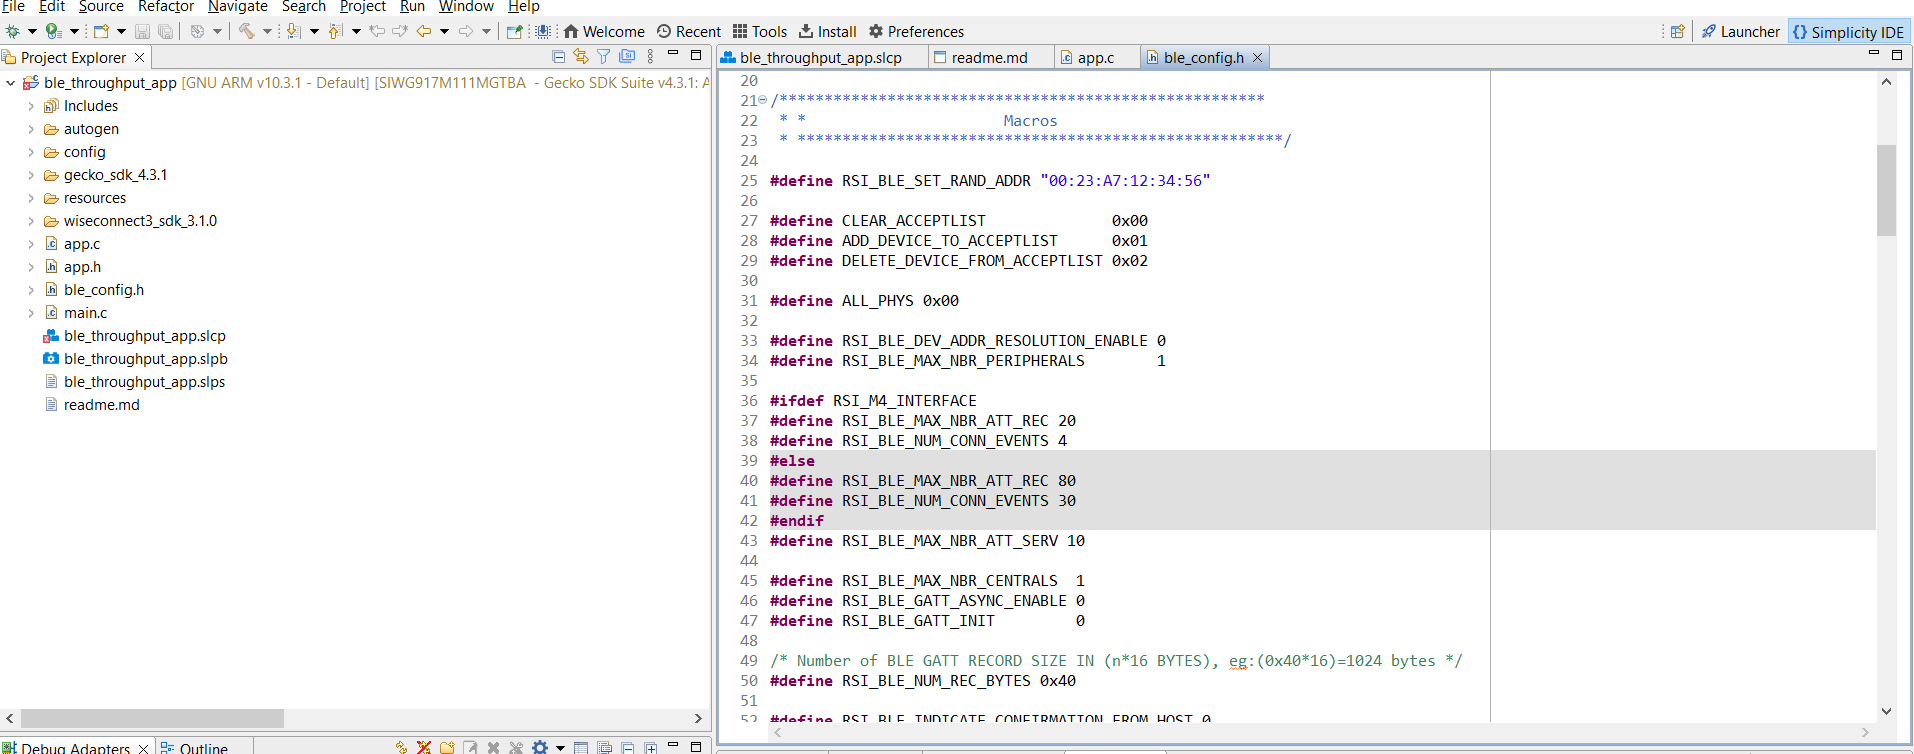 File Edit Source Refactor Navigate Search Project Run Window Help
Welcome Recent Tools Install Preferences Launcher {} Simplicity IDE
Project Explorer
ble_throughput_app [GNU ARM v10.3.1 - Default] [SIWG917M111MGTBA - Gecko SDK Suite v4.3.1: A
Includes
autogen
config
gecko_sdk_4.3.1
resources
wiseconnect3_sdk_3.1.0
app.c
app.h
ble_config.h
main.c
ble_throughput_app.slcp
ble_throughput_app.slpb
ble_throughput_app.slps
readme.md
Debug Adapters Outline
ble_throughput_app.slcp readme.md app.c ble_config.h
20
21 /******************************************************
22 * * Macros
23 * ******************************************************/
24
25 #define RSI_BLE_SET_RAND_ADDR "00:23:A7:12:34:56"
26
27 #define CLEAR_ACCEPTLIST 0x00
28 #define ADD_DEVICE_TO_ACCEPTLIST 0x01
29 #define DELETE_DEVICE_FROM_ACCEPTLIST 0x02
30
31 #define ALL_PHYS 0x00
32
33 #define RSI_BLE_DEV_ADDR_RESOLUTION_ENABLE 0
34 #define RSI_BLE_MAX_NBR_PERIPHERALS 1
35
36 #ifdef RSI_M4_INTERFACE
37 #define RSI_BLE_MAX_NBR_ATT_REC 20
38 #define RSI_BLE_NUM_CONN_EVENTS 4
39 #else
40 #define RSI_BLE_MAX_NBR_ATT_REC 80
41 #define RSI_BLE_NUM_CONN_EVENTS 30
42 #endif
43 #define RSI_BLE_MAX_NBR_ATT_SERV 10
44
45 #define RSI_BLE_MAX_NBR_CENTRALS 1
46 #define RSI_BLE_GATT_ASYNC_ENABLE 0
47 #define RSI_BLE_GATT_INIT 0
48
49 /* Number of BLE GATT RECORD SIZE IN (n*16 BYTES), eg:(0x40*16)=1024 bytes */
50 #define RSI_BLE_NUM_REC_BYTES 0x40
51
52 #define RSI_BLE_INDICATE_CONFIRMATION_FROM_HOST 0